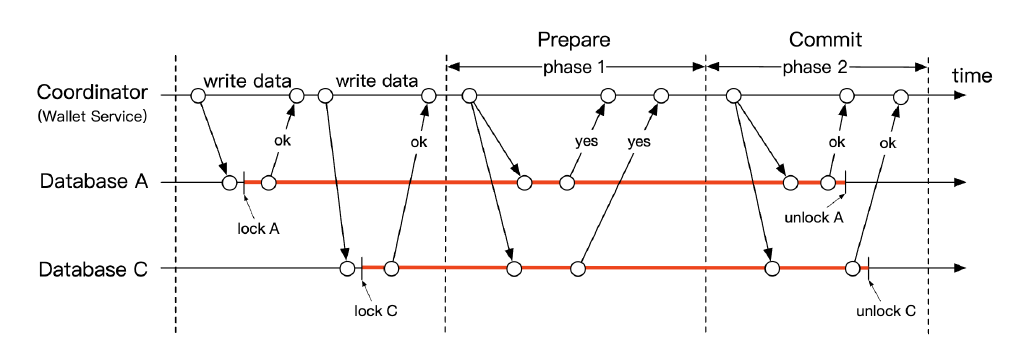 Prepare
Commit
phase 1
phase 2
time
Coordinator
(Wallet Service)
write data
write data
ok
ok
yes
yes
ok
ok
Database A
lock A
unlock A
Database C
lock C
unlock C